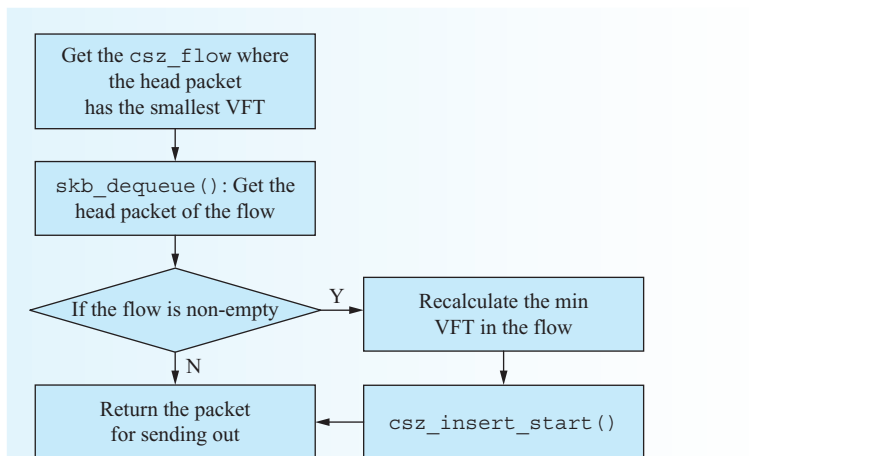 Get the csz_flow where
the head packet
has the smallest VFT
skb_dequeue(): Get the
head packet of the flow
If the flow is non-empty
Y
Recalculate the min
VFT in the flow
N
Return the packet
for sending out
csz_insert_start()